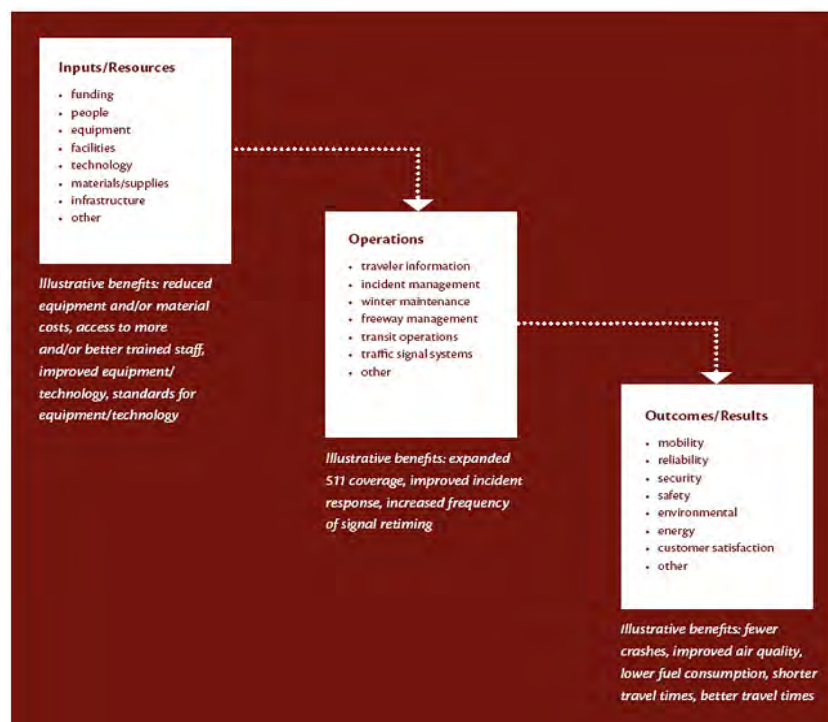 Inputs/Resources
• funding
• people
• equipment
• facilities
• technology
• materials/supplies
• infrastructure
• other
Illustrative benefits: reduced
equipment and/or material
costs, access to more
and/or better trained staff,
improved equipment/
technology, standards for
equipment/technology
Operations
• traveler information
• incident management
• winter maintenance
• freeway management
• transit operations
• traffic signal systems
• other
Illustrative benefits: expanded
511 coverage, improved incident
response, increased frequency
of signal retiming
Outcomes/Results
• mobility
• reliability
• security
• safety
• environmental
• energy
• customer satisfaction
• other
Illustrative benefits: fewer
crashes, improved air quality,
lower fuel consumption, shorter
travel times, better travel times